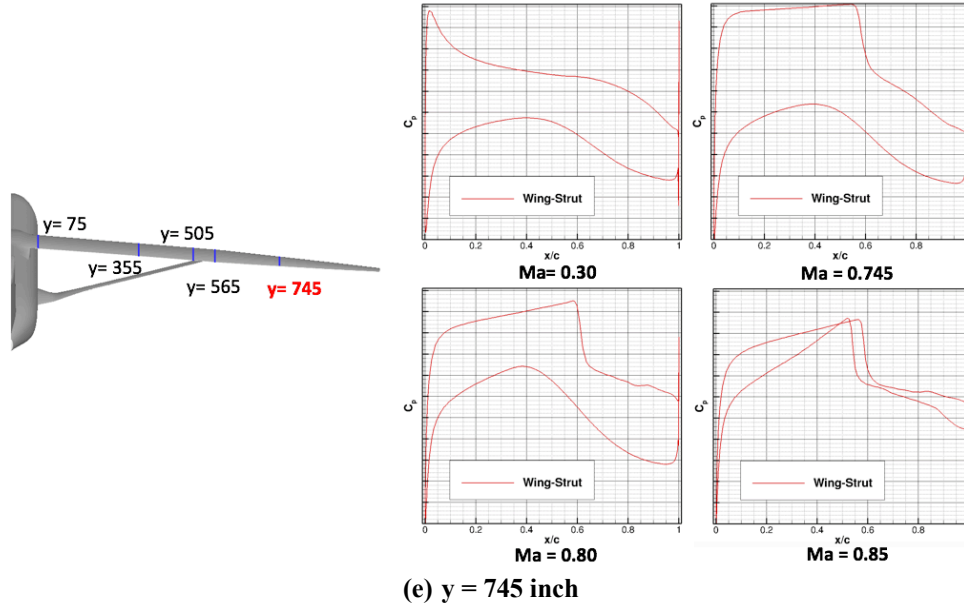 y= 75
y= 505
y= 355
y= 565
y= 745
Cp
Wing-Strut
0 0.2 0.4 0.6 0.8 1
x/c
Ma= 0.30
Cp
Wing-Strut
0 0.2 0.4 0.6 0.8
x/c
Ma= 0.745
Cp
Wing-Strut
0 0.2 0.4 0.6 0.8 1
x/c
Ma = 0.80
Cp
Wing-Strut
0 0.2 0.4 0.6 0.8
x/c
Ma = 0.85
(e) y = 745 inch